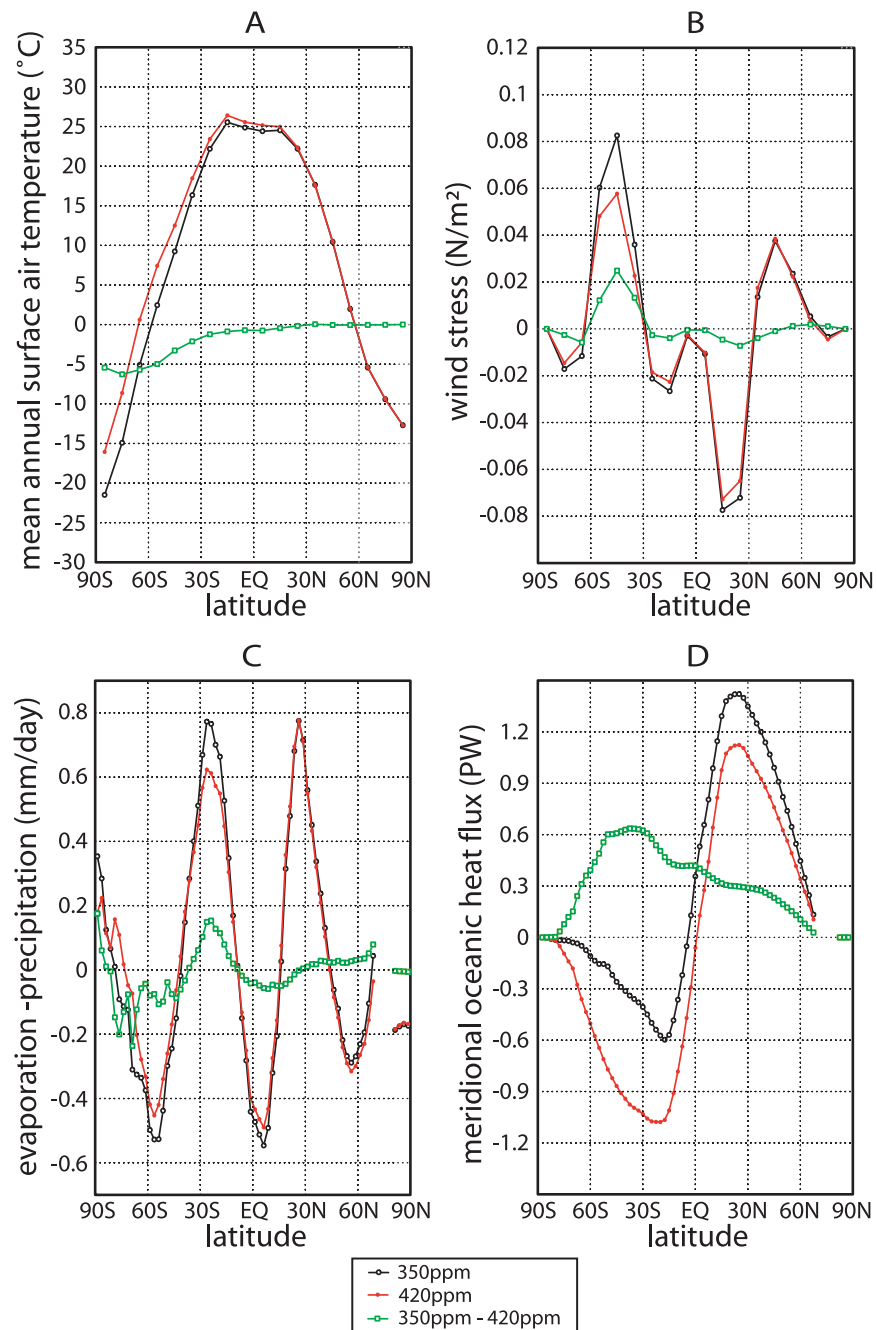 A
mean annual surface air temperature (°C)
35
30
25
20
15
10
5
0
-5
-10
-15
-20
-25
-30
90S 60S 30S EQ 30N 60N 90N
latitude
B
wind stress (N/m²)
0.12
0.1
0.08
0.06
0.04
0.02
0
-0.02
-0.04
-0.06
-0.08
90S 60S 30S EQ 30N 60N 90N
latitude
C
evaporation -precipitation (mm/day)
0.8
0.6
0.4
0.2
0
-0.2
-0.4
-0.6
90S 60S 30S EQ 30N 60N 90N
latitude
D
meridional oceanic heat flux (PW)
1.2
0.9
0.6
0.3
0
-0.3
-0.6
-0.9
-1.2
90S 60S 30S EQ 30N 60N 90N
latitude
350ppm
420ppm
350ppm - 420ppm